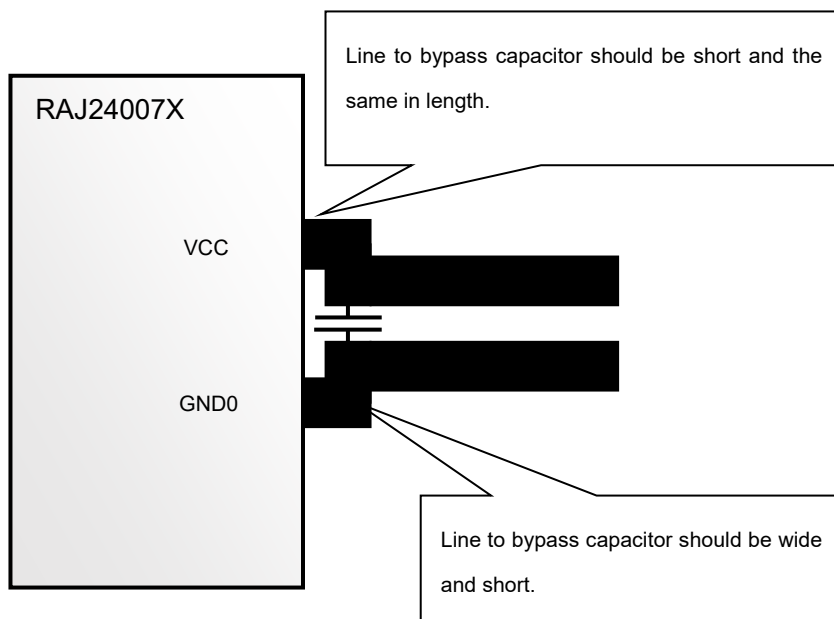 Line to bypass capacitor should be short and the
same in length.
RAJ24007X
VCC
GND0
Line to bypass capacitor should be wide
and short.